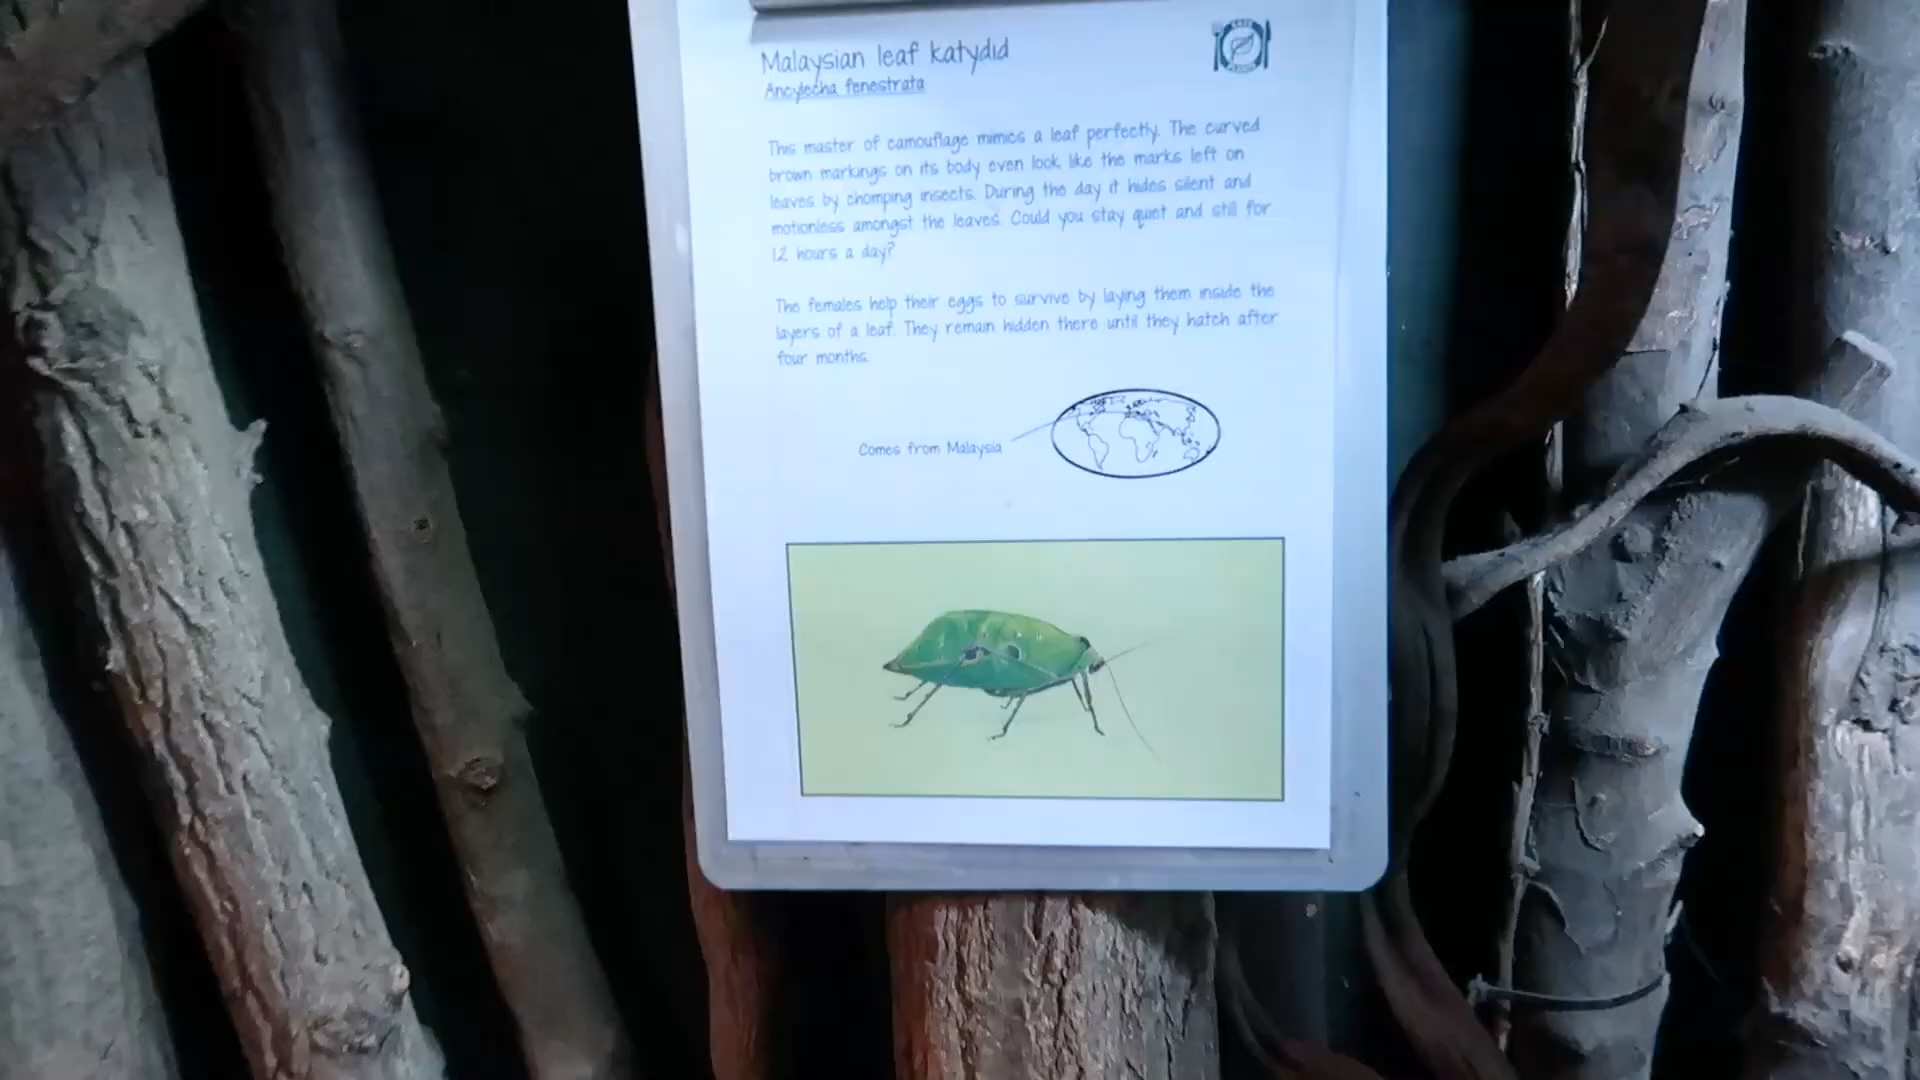 Malaysian leaf katydid
Ancylecha fenestrata
EATS
PLANTS
This master of camouflage mimics a leaf perfectly. The curved
brown markings on its body even look like the marks left on
leaves by chomping insects. During the day it hides silent and
motionless amongst the leaves. Could you stay quiet and still for
12 hours a day?
The females help their eggs to survive by laying them inside the
layers of a leaf. They remain hidden there until they hatch after
four months.
Comes from Malaysia